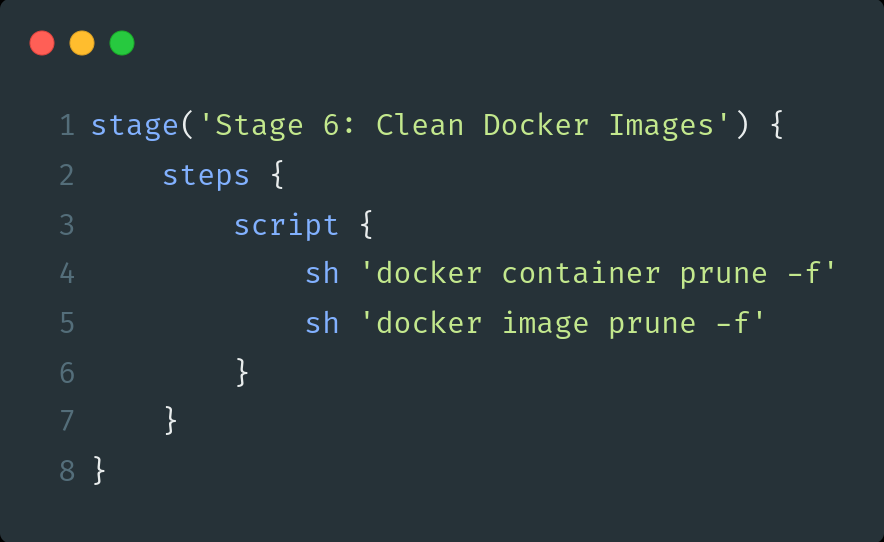 1 stage('Stage 6: Clean Docker Images') {
2     steps {
3         script {
4             sh 'docker container prune -f'
5             sh 'docker image prune -f'
6         }
7     }
8 }